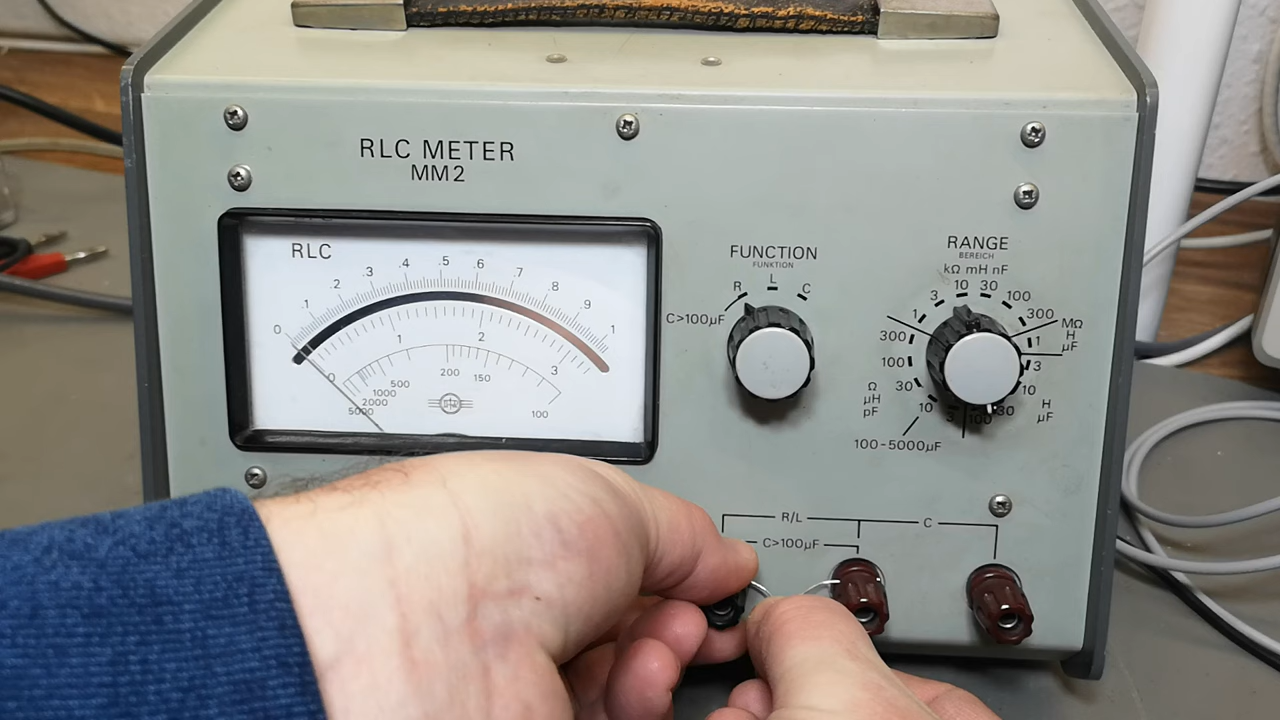 RLC METER
MM2
RLC
0 .1 .2 .3 .4 .5 .6 .7 .8 .9 1
0 1 2 3
5000 2000 1000 500 200 150 100
FUNCTION
FUNKTION
C>100µF R L C
RANGE
BEREICH
kΩ mH nF
1 3 10 30 100 300
MΩ
H
µF
1
3
10
30
100
H
µF
300
100
30
10
3
Ω
µH
pF
100-5000µF
R/L
C
C>100µF